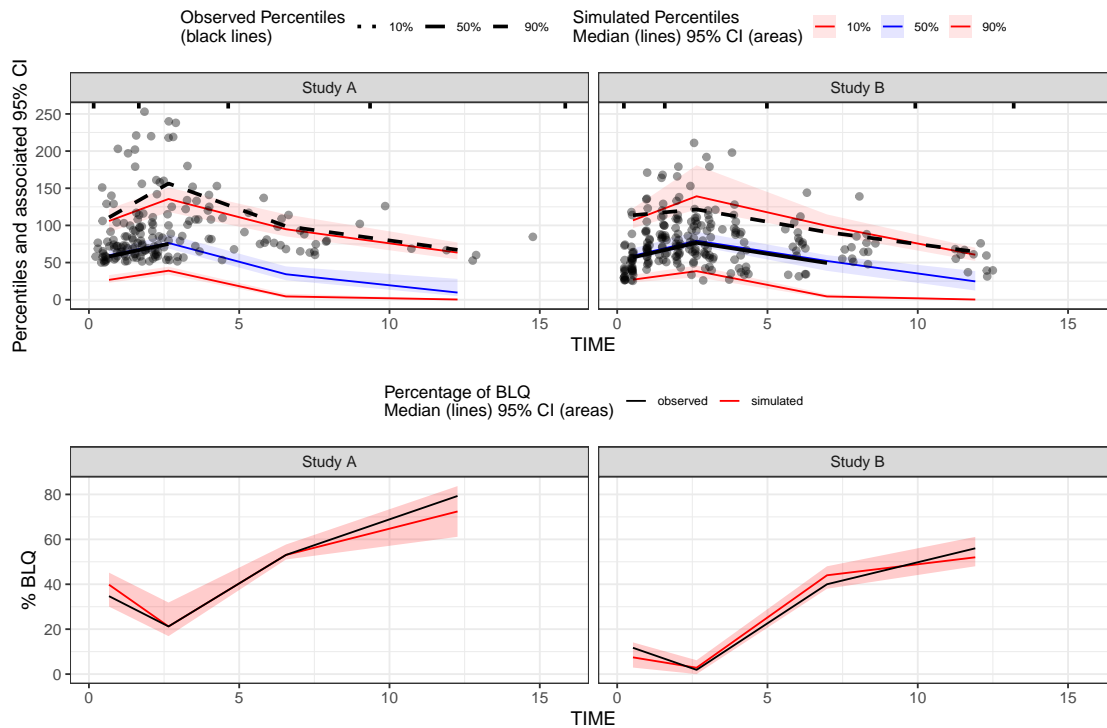 Observed Percentiles
(black lines)
10%
50%
90%
Simulated Percentiles
Median (lines) 95% CI (areas)
10%
50%
90%
Percentiles and associated 95% CI
Study A
Study B
250
200
150
100
50
0
0
5
10
15
0
5
10
15
TIME
Percentage of BLQ
Median (lines) 95% CI (areas)
observed
simulated
% BLQ
Study A
Study B
80
60
40
20
0
0
5
10
15
0
5
10
15
TIME